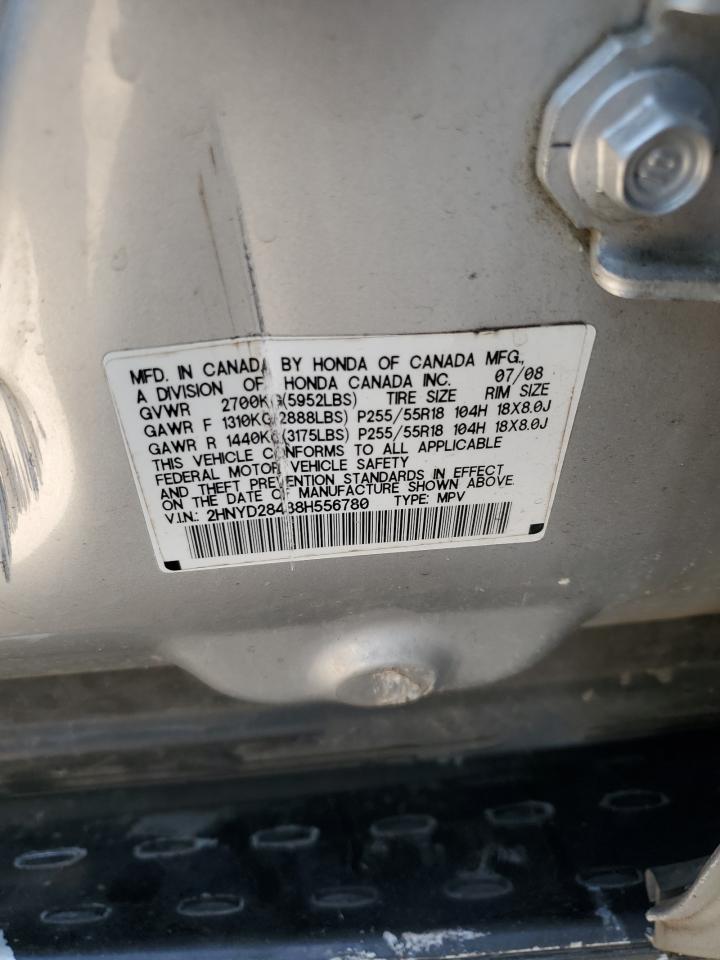 MFD. IN CANADA BY HONDA OF CANADA MFG.,
A DIVISION OF HONDA CANADA INC. 07/08
GVWR 2700KG(5952LBS) TIRE SIZE RIM SIZE
GAWR F 1310KG(2888LBS) P255/55R18 104H 18X8.0J
GAWR R 1440KG(3175LBS) P255/55R18 104H 18X8.0J
THIS VEHICLE CONFORMS TO ALL APPLICABLE
FEDERAL MOTOR VEHICLE SAFETY
AND THEFT PREVENTION STANDARDS IN EFFECT
ON THE DATE OF MANUFACTURE SHOWN ABOVE.
V.I.N.: 2HNYD28488H556780 TYPE: MPV